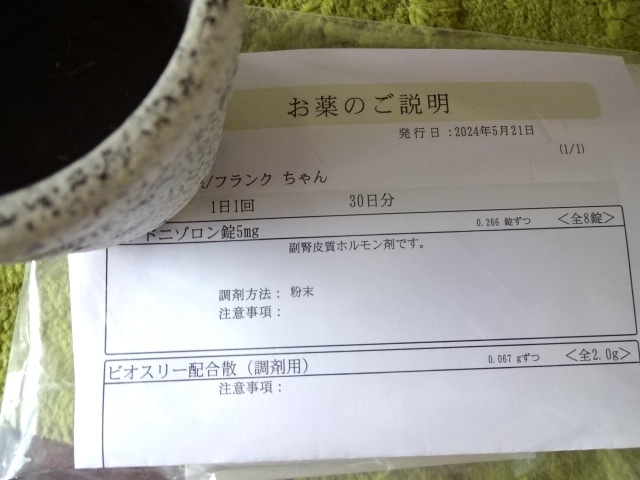 お薬のご説明
発行日：2024年5月21日
(1/1)
/フランク ちゃん
1日1回 30日分
ドニゾロン錠5mg 0.266 錠ずつ ＜全8錠＞
副腎皮質ホルモン剤です。
調剤方法： 粉末
注意事項：
ビオスリー配合散（調剤用） 0.067 gずつ ＜全2.0g＞
注意事項：